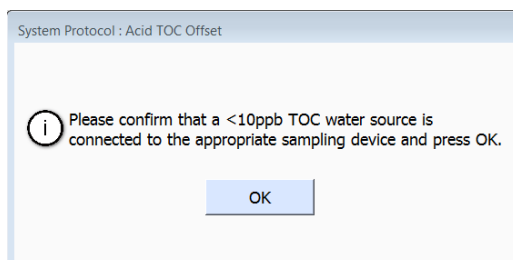 System Protocol : Acid TOC Offset
Please confirm that a <10ppb TOC water source is
connected to the appropriate sampling device and press OK.
OK